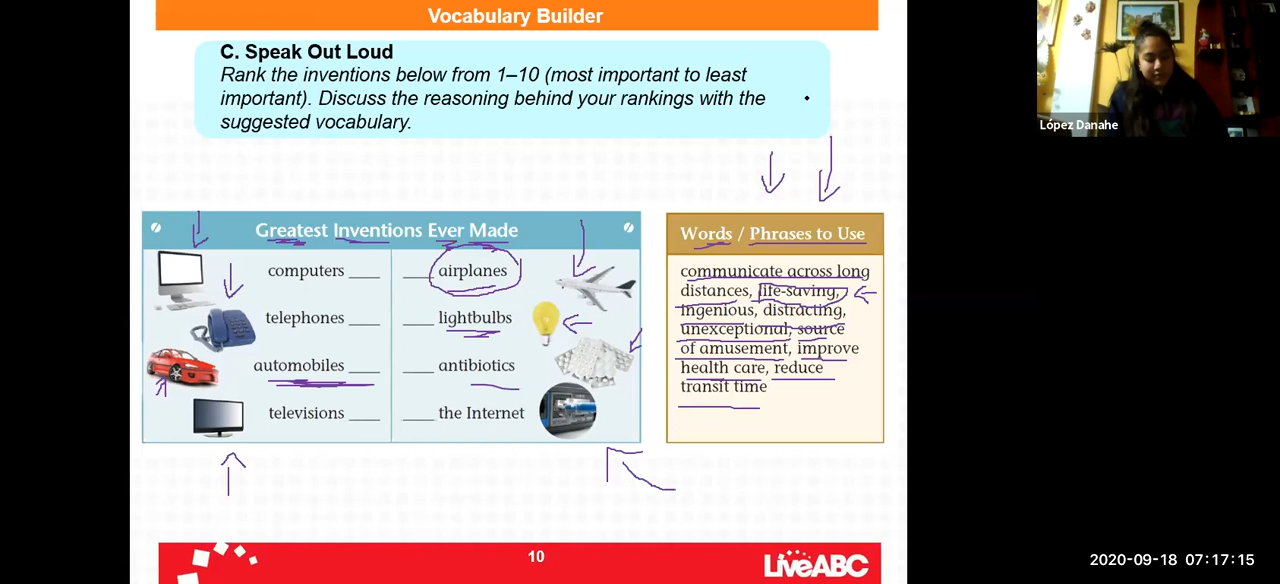 Vocabulary Builder
C. Speak Out Loud
Rank the inventions below from 1–10 (most important to least
important). Discuss the reasoning behind your rankings with the
suggested vocabulary.
López Danahe
Greatest Inventions Ever Made
computers ____ ____ airplanes
telephones ____ ____ lightbulbs
automobiles ____ ____ antibiotics
televisions ____ ____ the Internet
Words / Phrases to Use
communicate across long
distances, life-saving,
ingenious, distracting,
unexceptional, source
of amusement, improve
health care, reduce
transit time
10
LiveABC
2020-09-18 07:17:15